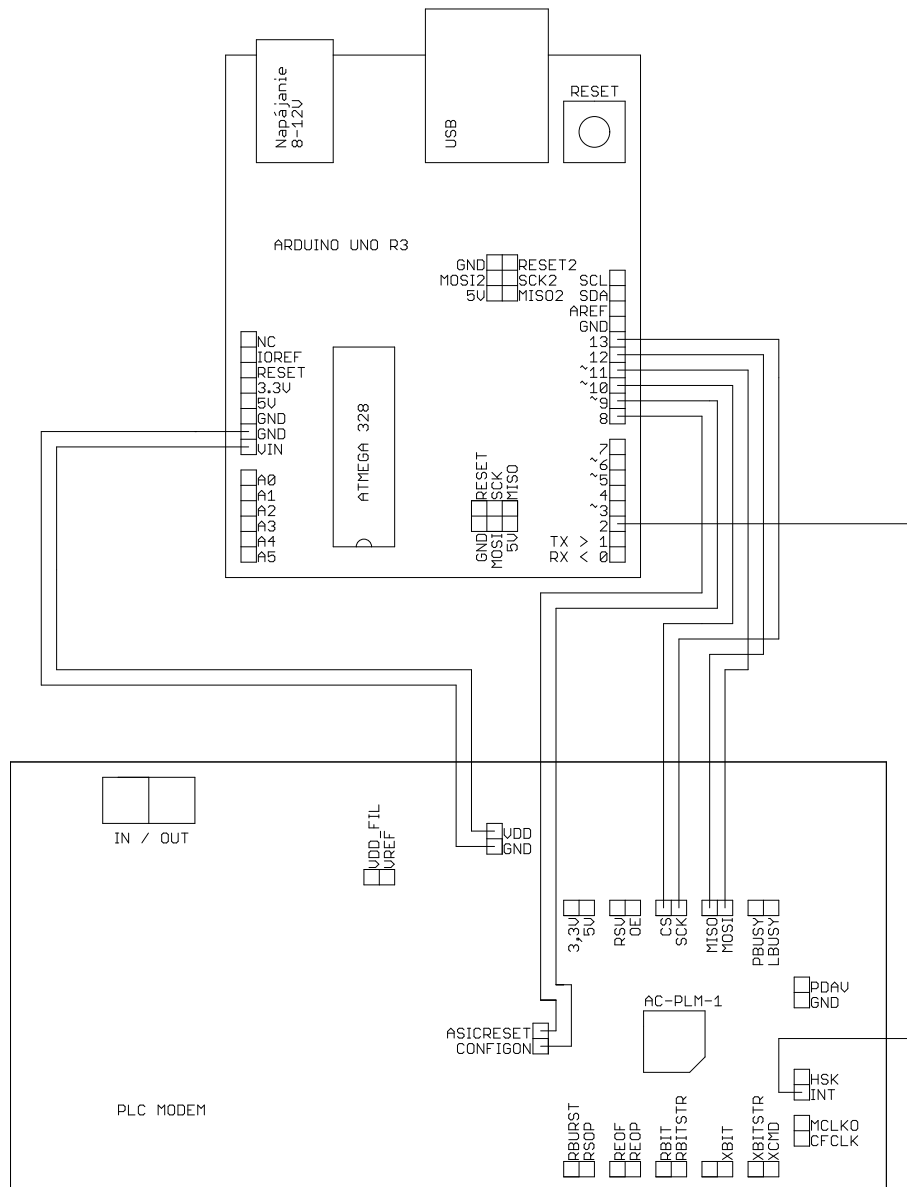 Napájanie
8-12V
USB
RESET
ARDUINO UNO R3
GND
MOSI2
5V
RESET2
SCK2
MISO2
SCL
SDA
AREF
GND
13
12
~11
~10
~9
8
NC
IOREF
RESET
3.3V
5V
GND
GND
VIN
ATMEGA 328
A0
A1
A2
A3
A4
A5
RESET
SCK
MISO
GND
MOSI
5V
7
~6
~5
4
~3
2
TX > 1
RX < 0
IN / OUT
VDD_FIL
VREF
VDD
GND
3,3V
5V
RSV
OE
CS
SCK
MISO
MOSI
PBUSY
LBUSY
PDAV
GND
AC-PLM-1
ASICRESET
CONFIGON
HSK
INT
PLC MODEM
MCLKO
CFCLK
RBURST
RSOP
REOF
REOP
RBIT
RBITSTR
XBIT
XBITSTR
XCMD